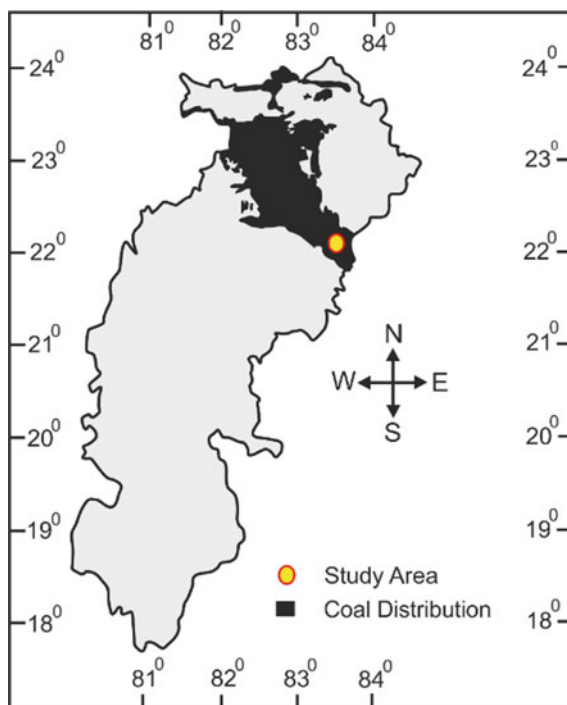 81⁰ 82⁰ 83⁰ 84⁰
24⁰ 24⁰
23⁰ 23⁰
22⁰ 22⁰
N
21⁰ 21⁰
W E
S
20⁰ 20⁰
19⁰ 19⁰
Study Area
Coal Distribution
18⁰ 18⁰
81⁰ 82⁰ 83⁰ 84⁰